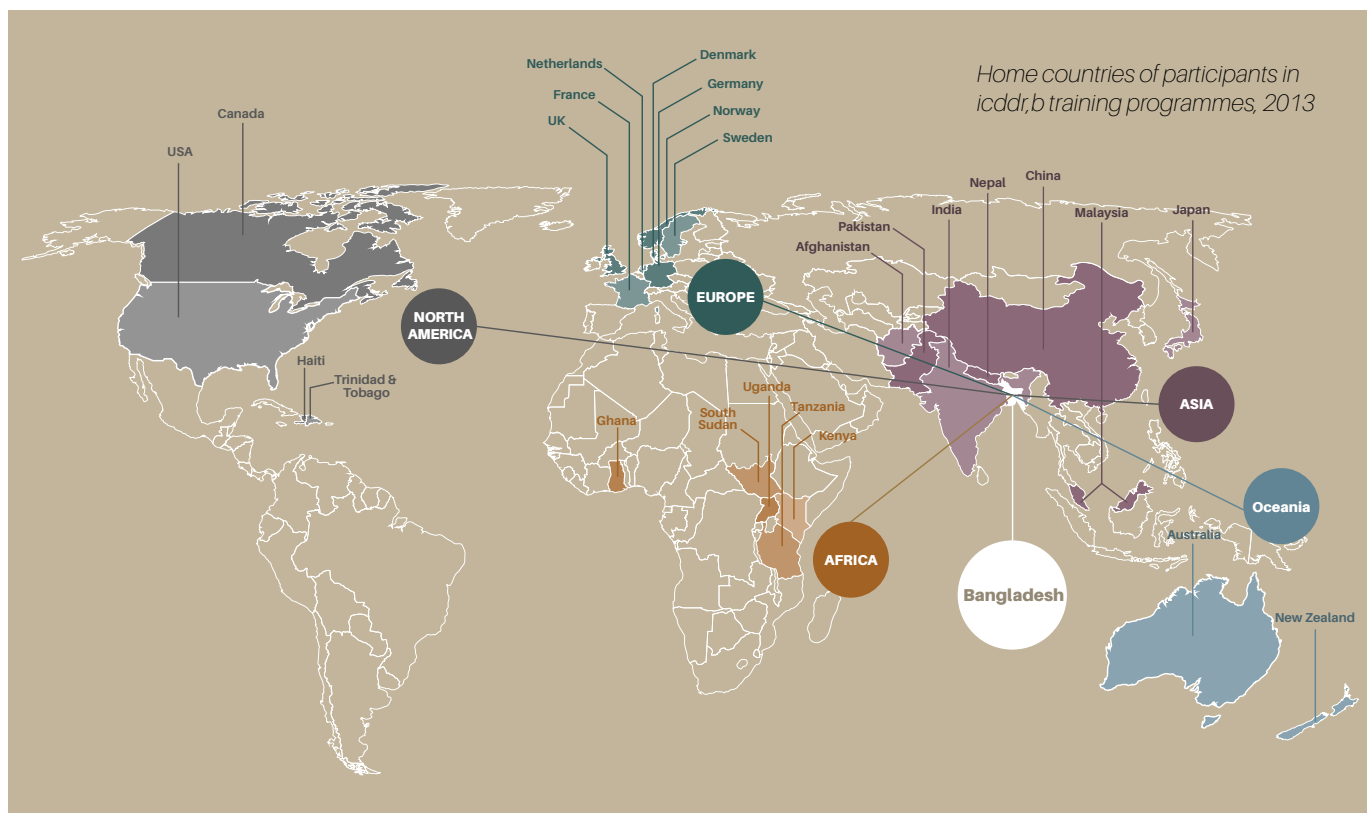 Home countries of participants in
icddr,b training programmes, 2013
Canada
USA
Haiti
Trinidad &
Tobago
NORTH
AMERICA
Netherlands
France
UK
Denmark
Germany
Norway
Sweden
EUROPE
Nepal
China
India
Malaysia
Japan
Pakistan
Afghanistan
ASIA
Uganda
Tanzania
South
Sudan
Ghana
Kenya
AFRICA
Bangladesh
Oceania
Australia
New Zealand